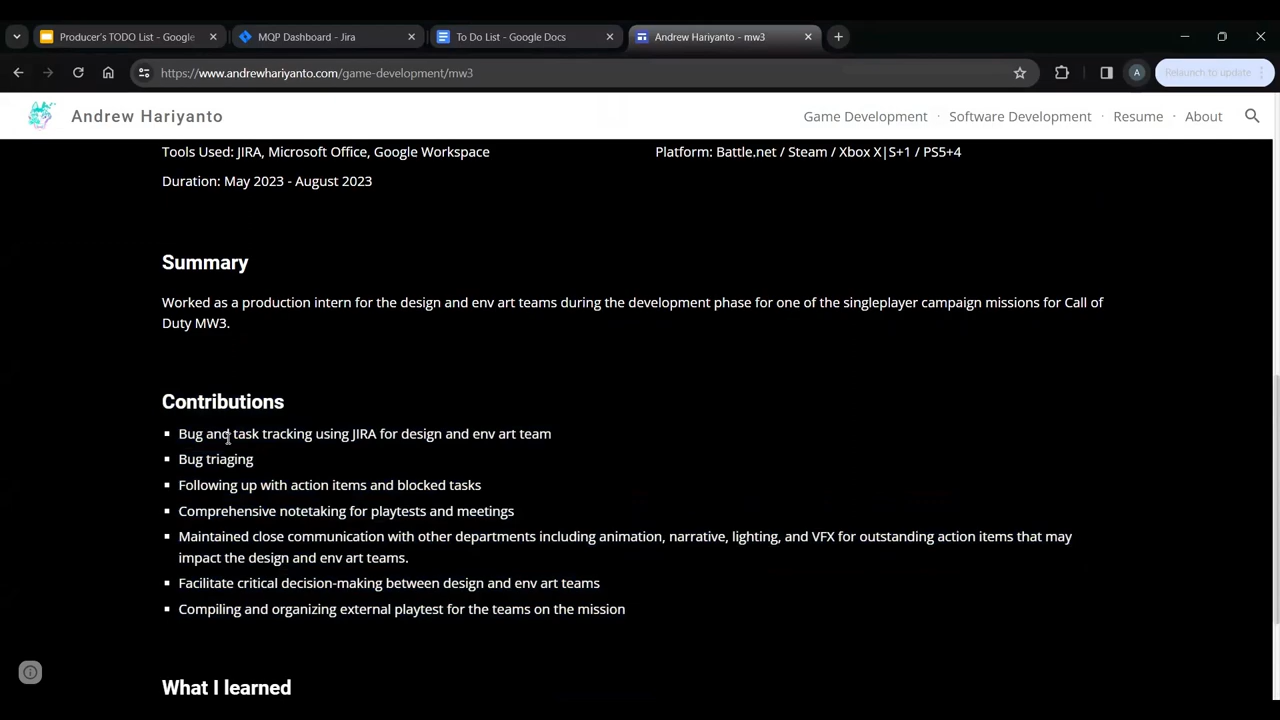 Producer's TODO List - Google
MQP Dashboard - Jira
To Do List - Google Docs
Andrew Hariyanto - mw3
https://www.andrewhariyanto.com/game-development/mw3
A
Relaunch to update
Andrew Hariyanto
Game Development · Software Development · Resume · About
Tools Used: JIRA, Microsoft Office, Google Workspace
Platform: Battle.net / Steam / Xbox X|S+1 / PS5+4
Duration: May 2023 - August 2023
Summary
Worked as a production intern for the design and env art teams during the development phase for one of the singleplayer campaign missions for Call of
Duty MW3.
Contributions
▪ Bug and task tracking using JIRA for design and env art team
▪ Bug triaging
▪ Following up with action items and blocked tasks
▪ Comprehensive notetaking for playtests and meetings
▪ Maintained close communication with other departments including animation, narrative, lighting, and VFX for outstanding action items that may
impact the design and env art teams.
▪ Facilitate critical decision-making between design and env art teams
▪ Compiling and organizing external playtest for the teams on the mission
What I learned